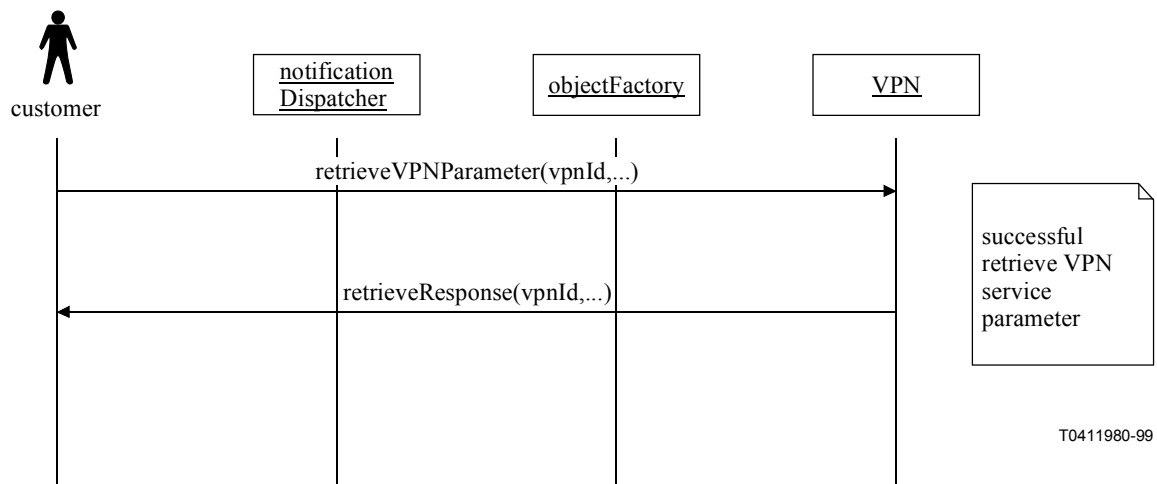 customer
notification
Dispatcher
objectFactory
VPN
retrieveVPNParameter(vpnId,...)
successful
retrieve VPN
service
parameter
retrieveResponse(vpnId,...)
T0411980-99